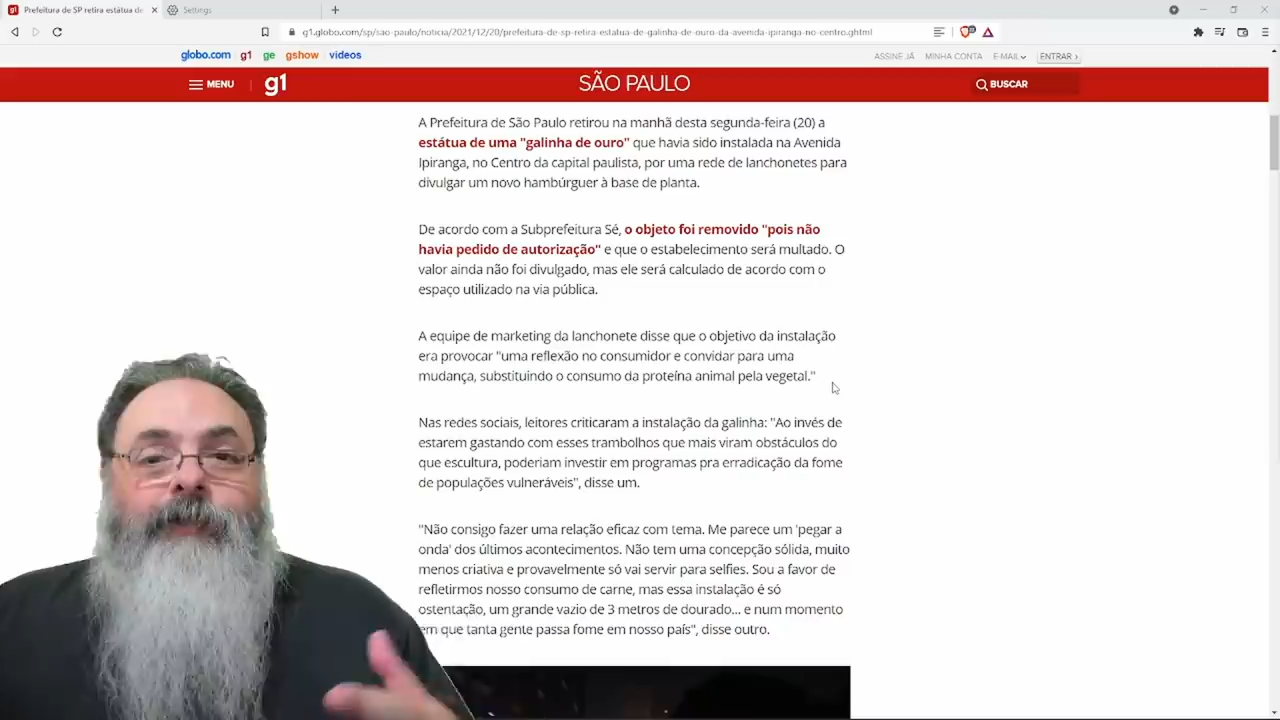 Prefeitura de SP retira estátua de
Settings
g1.globo.com/sp/sao-paulo/noticia/2021/12/20/prefeitura-de-sp-retira-estatua-de-galinha-de-ouro-da-avenida-ipiranga-no-centro.ghtml
globo.com g1 ge gshow videos
ASSINE JÁ MINHA CONTA E-MAIL ENTRAR ›
MENU g1 SÃO PAULO BUSCAR
A Prefeitura de São Paulo retirou na manhã desta segunda-feira (20) a
estátua de uma "galinha de ouro" que havia sido instalada na Avenida
Ipiranga, no Centro da capital paulista, por uma rede de lanchonetes para
divulgar um novo hambúrguer à base de planta.
De acordo com a Subprefeitura Sé, o objeto foi removido "pois não
havia pedido de autorização" e que o estabelecimento será multado. O
valor ainda não foi divulgado, mas ele será calculado de acordo com o
espaço utilizado na via pública.
A equipe de marketing da lanchonete disse que o objetivo da instalação
era provocar "uma reflexão no consumidor e convidar para uma
mudança, substituindo o consumo da proteína animal pela vegetal."
Nas redes sociais, leitores criticaram a instalação da galinha: "Ao invés de
estarem gastando com esses trambolhos que mais viram obstáculos do
que escultura, poderiam investir em programas pra erradicação da fome
de populações vulneráveis", disse um.
"Não consigo fazer uma relação eficaz com tema. Me parece um 'pegar a
onda' dos últimos acontecimentos. Não tem uma concepção sólida, muito
menos criativa e provavelmente só vai servir para selfies. Sou a favor de
refletirmos nosso consumo de carne, mas essa instalação é só
ostentação, um grande vazio de 3 metros de dourado... e num momento
em que tanta gente passa fome em nosso país", disse outro.